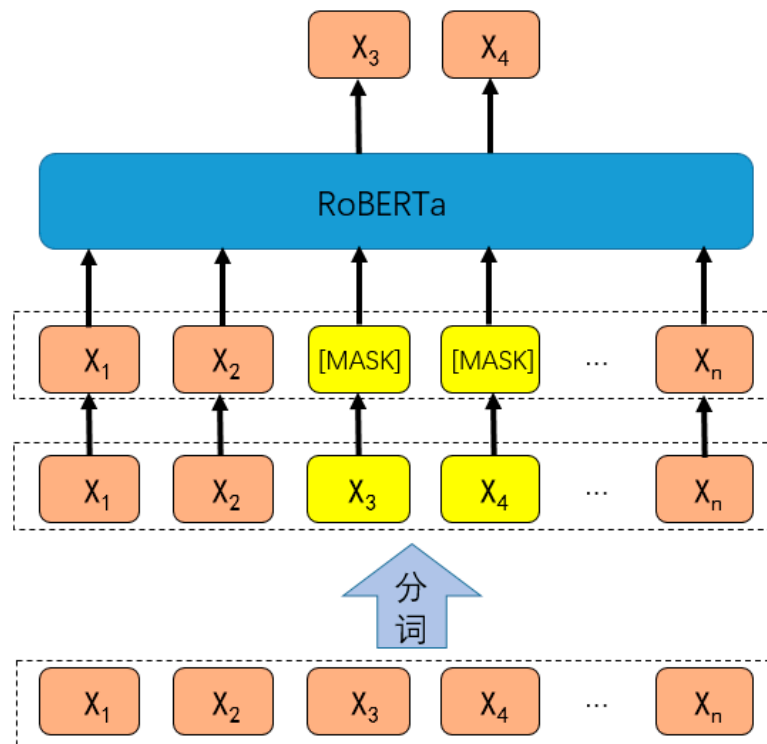 X₃ X₄
RoBERTa
X₁ X₂ [MASK] [MASK] ... Xₙ
X₁ X₂ X₃ X₄ ... Xₙ
分
词
X₁ X₂ X₃ X₄ ... Xₙ